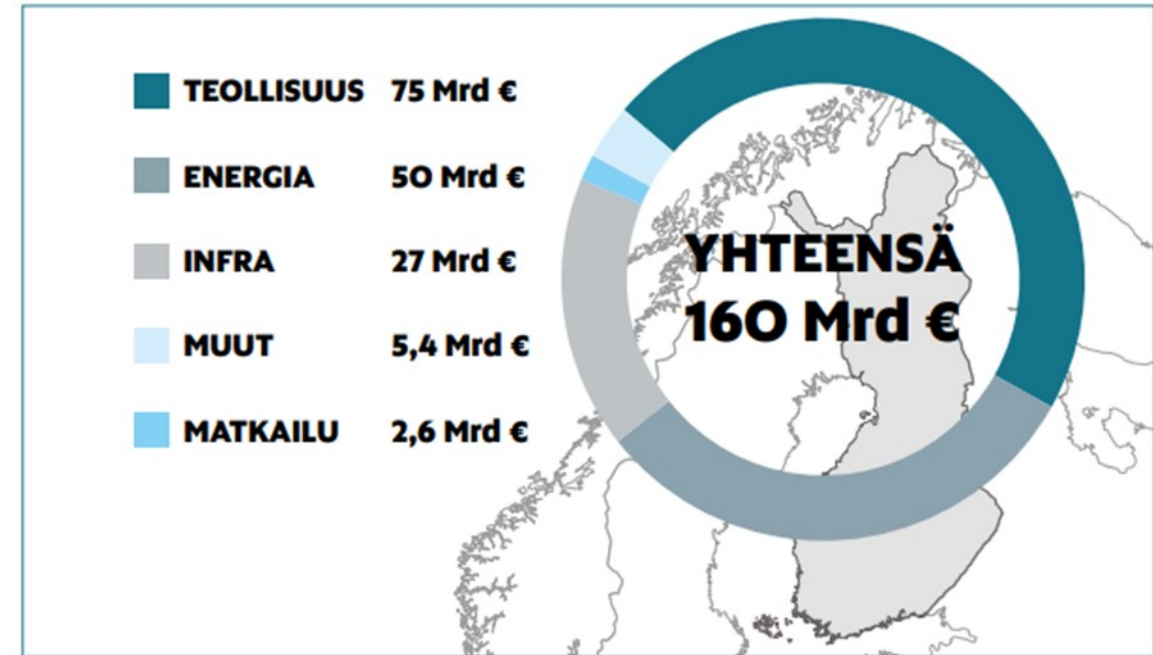 TEOLLISUUS 75 Mrd €
ENERGIA 50 Mrd €
INFRA 27 Mrd €
MUUT 5,4 Mrd €
MATKAILU 2,6 Mrd €
YHTEENSÄ
160 Mrd €